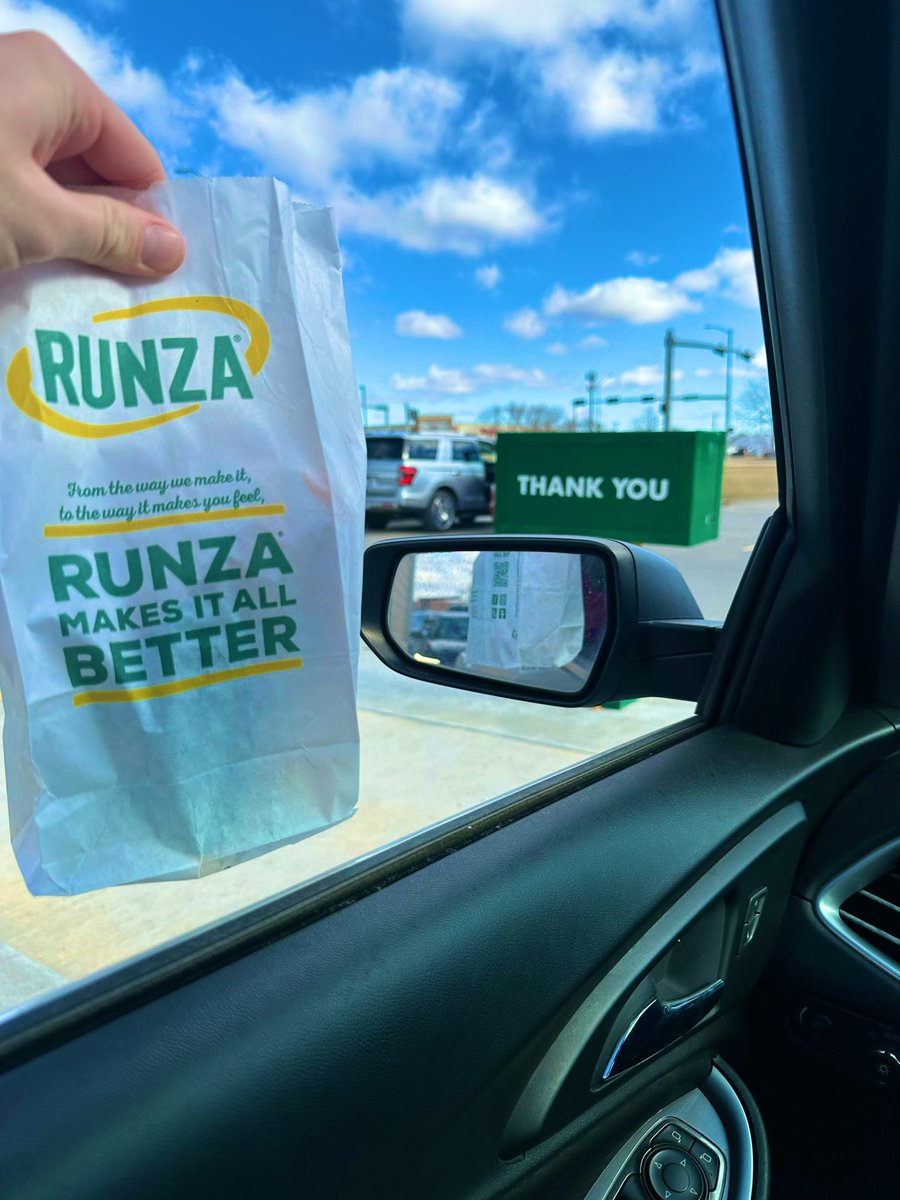 RUNZA®
From the way we make it,
to the way it makes you feel,
RUNZA®
MAKES IT ALL
BETTER
THANK YOU